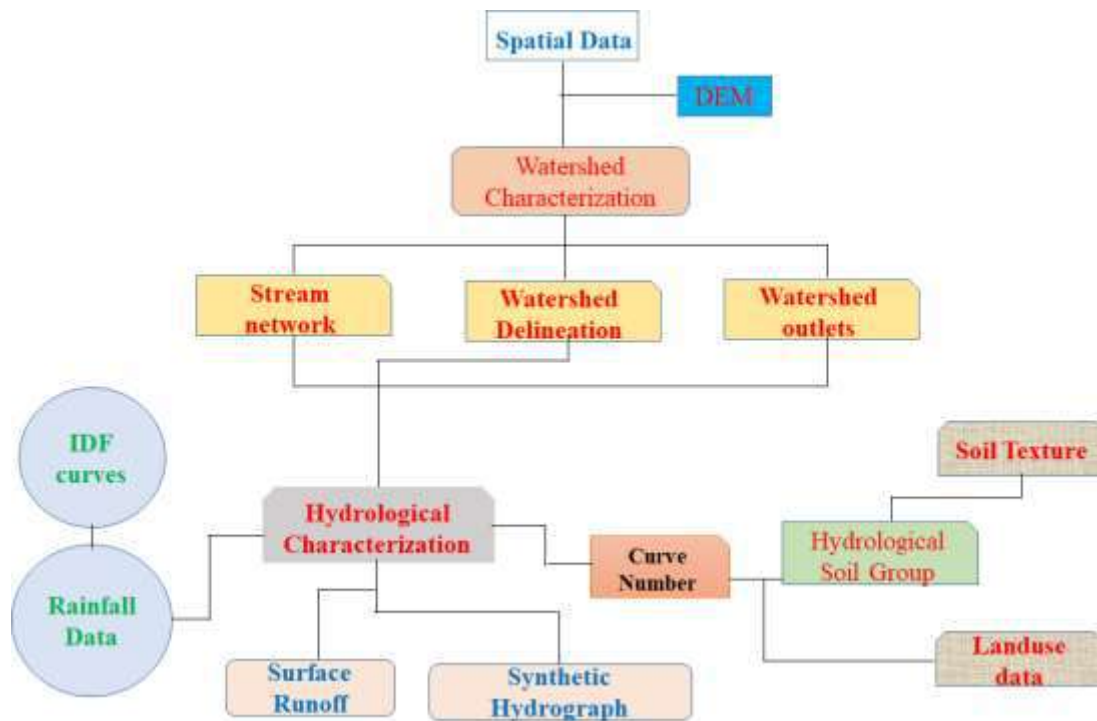 Spatial Data
DEM
Watershed
Characterization
Stream
network
Watershed
Delineation
Watershed
outlets
IDF
curves
Soil Texture
Hydrological
Characterization
Hydrological
Soil Group
Curve
Number
Rainfall
Data
Landuse
data
Surface
Runoff
Synthetic
Hydrograph